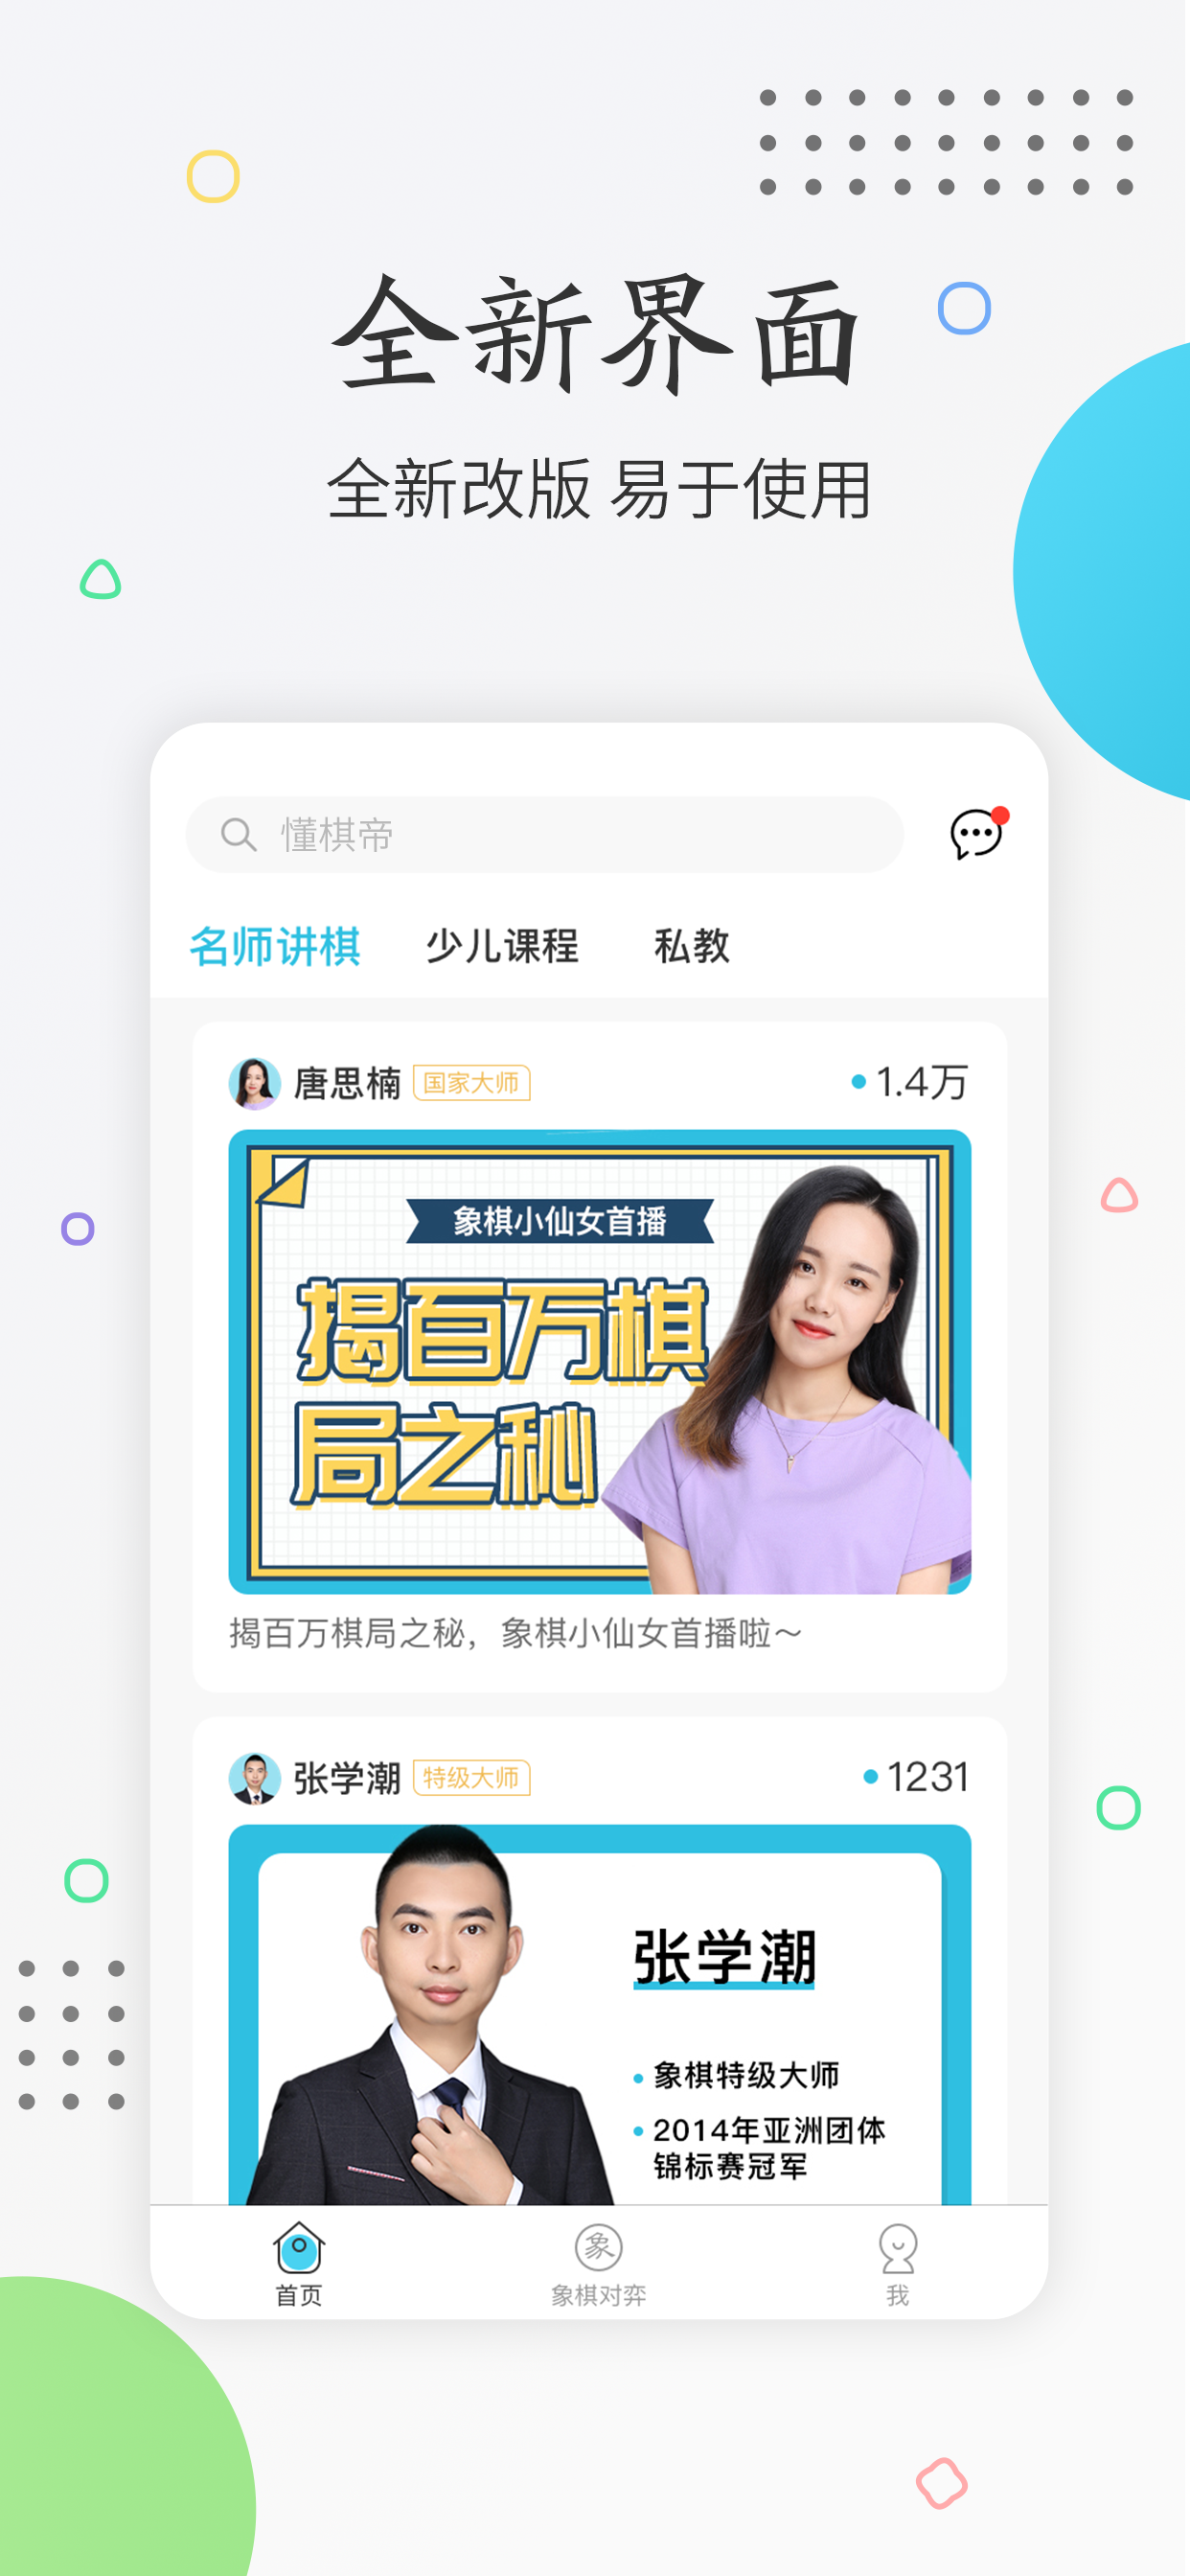 全新界面
全新改版 易于使用
懂棋帝
名师讲棋 少儿课程 私教
唐思楠 国家大师 1.4万
象棋小仙女首播
揭百万棋
局之秘
揭百万棋局之秘，象棋小仙女首播啦～
张学潮 特级大师 1231
张学潮
象棋特级大师
2014年亚洲团体
锦标赛冠军
象
首页 象棋对弈 我